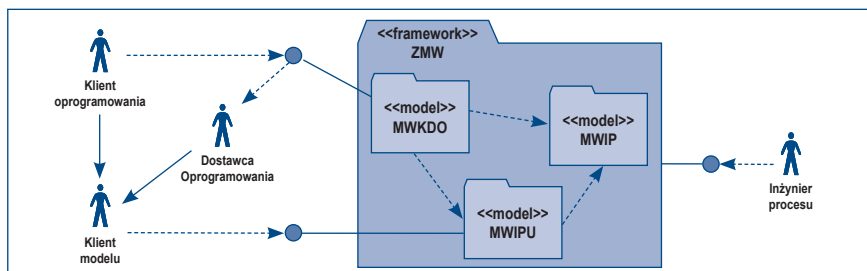 <<framework>>
ZMW
Klient
oprogramowania
<<model>>
MWKDO
<<model>>
MWIP
Dostawca
Oprogramowania
Inżynier
procesu
<<model>>
MWIPU
Klient
modelu